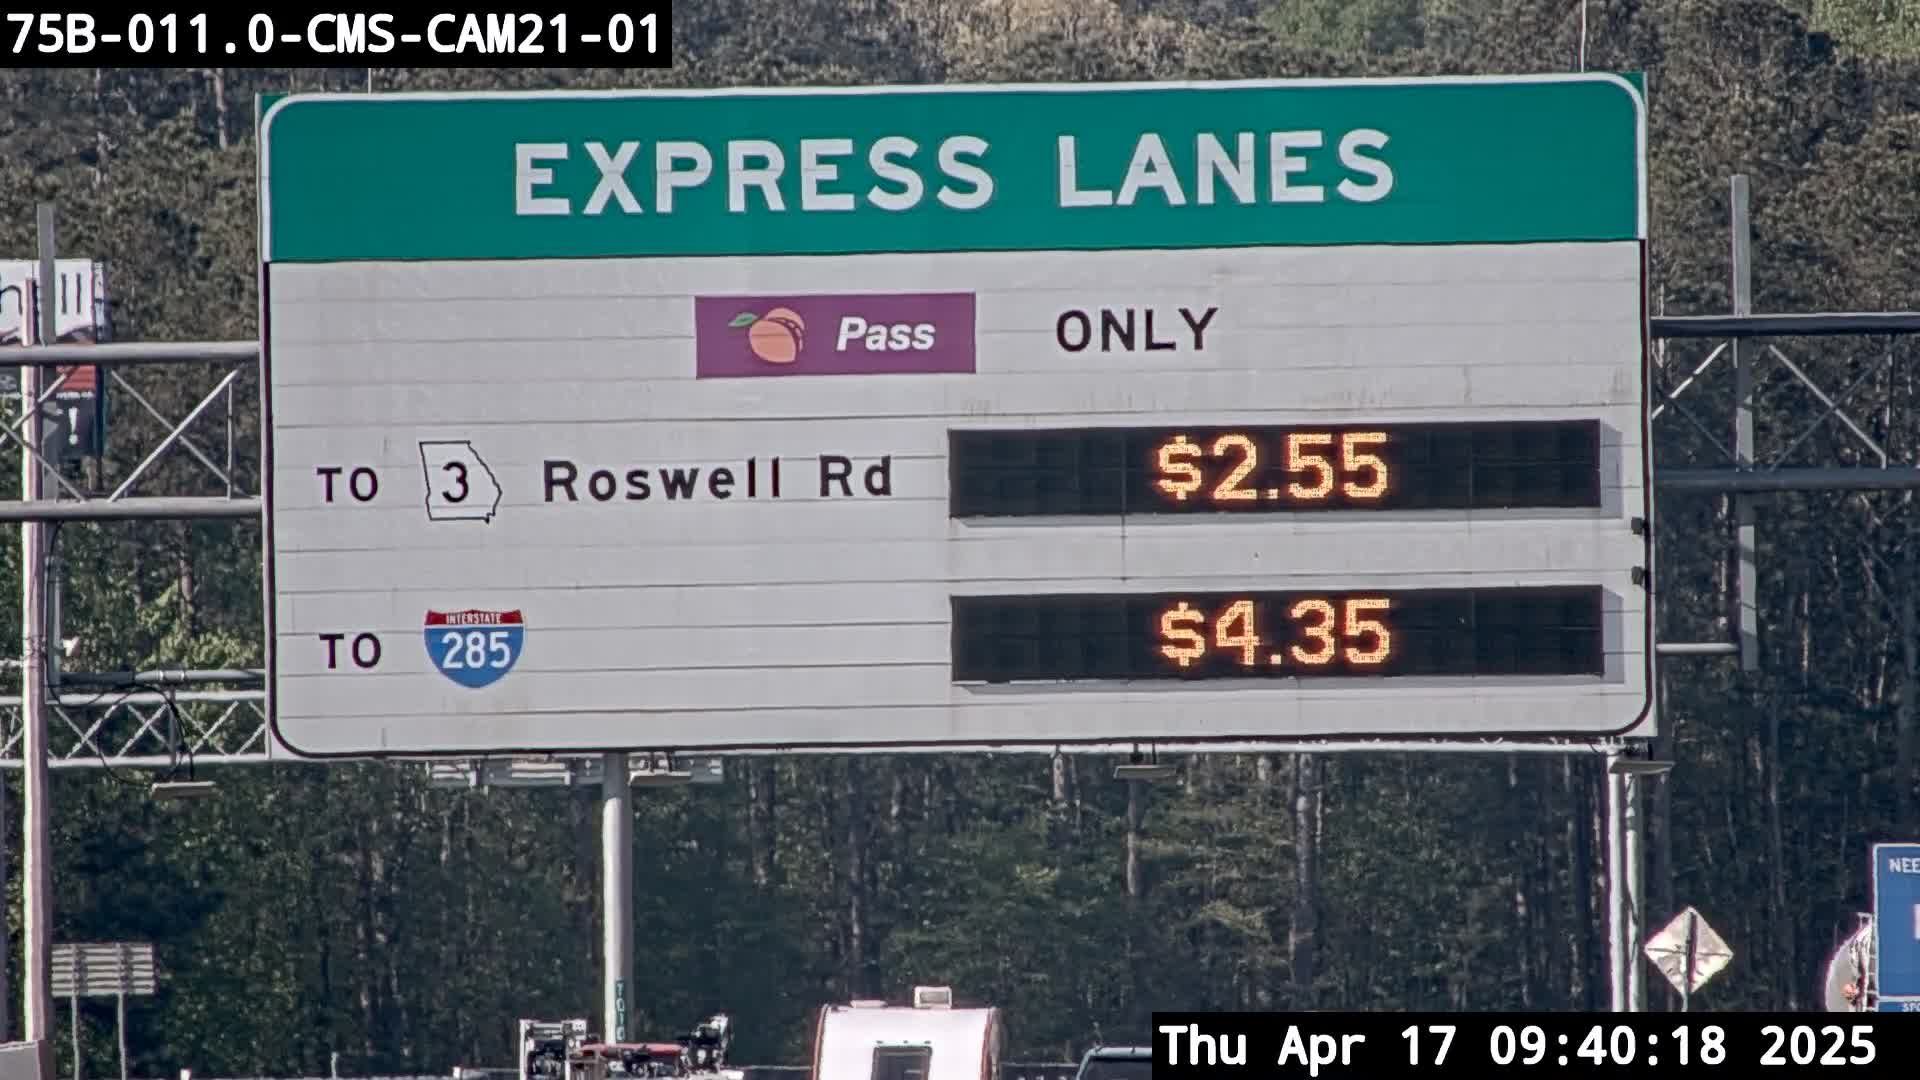 75B-011.0-CMS-CAM21-01
EXPRESS LANES
Pass ONLY
TO 3 Roswell Rd $2.55
TO INTERSTATE 285 $4.35
Thu Apr 17 09:40:18 2025